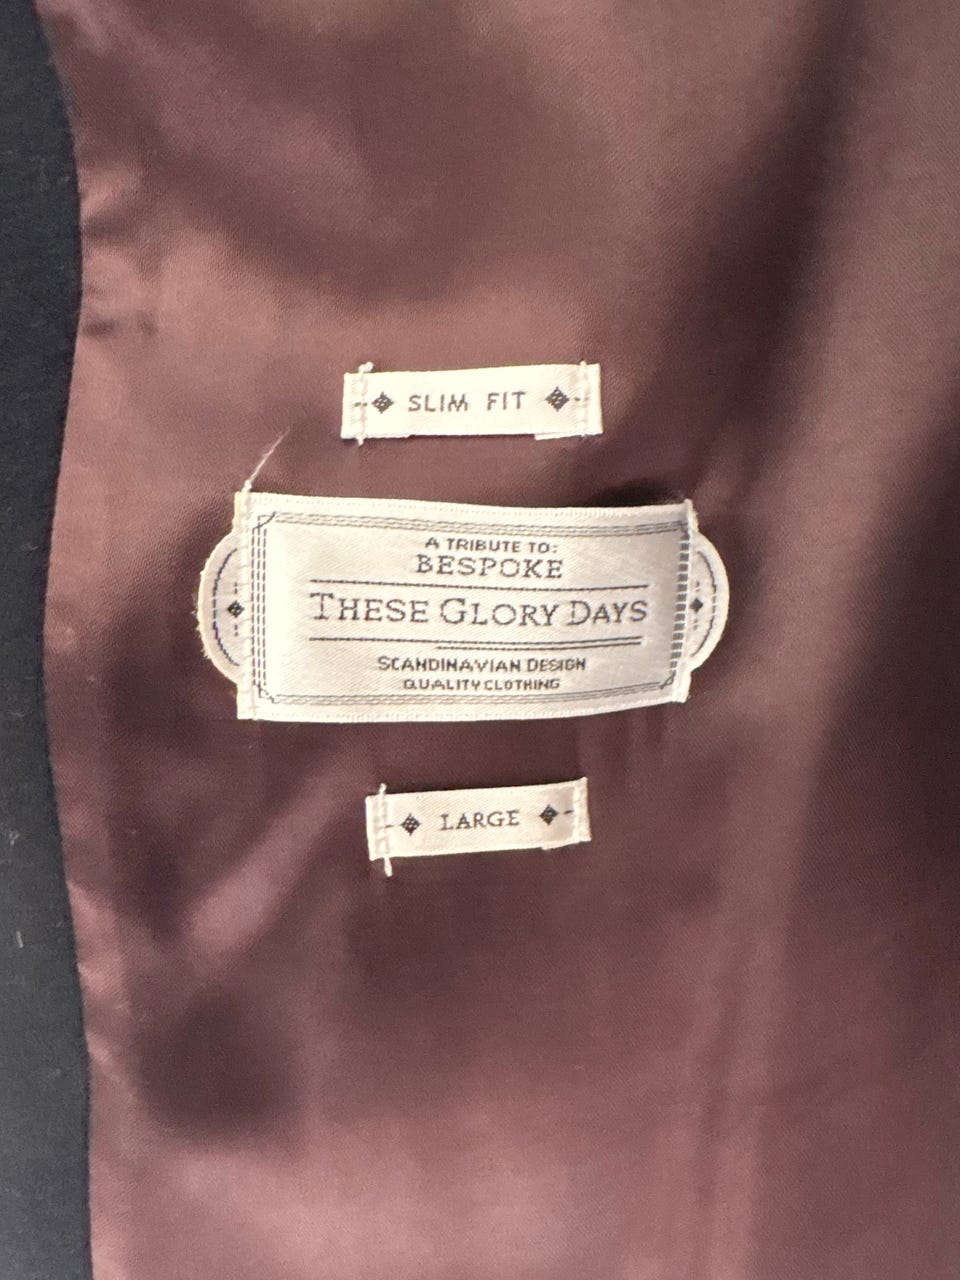 SLIM FIT
A TRIBUTE TO:
BESPOKE
THESE GLORY DAYS
SCANDINAVIAN DESIGN
QUALITY CLOTHING
LARGE